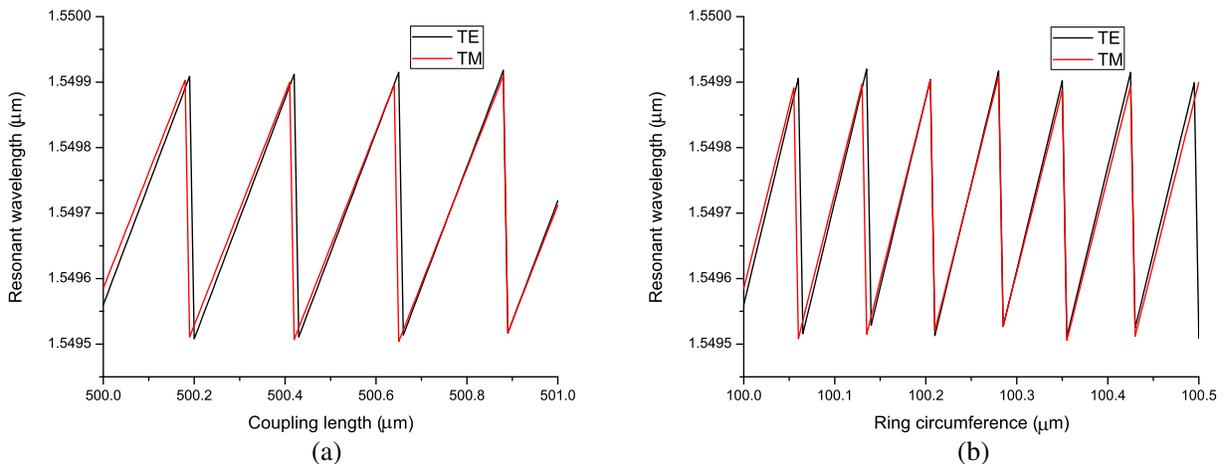 1.5500
1.5499
1.5498
1.5497
1.5496
1.5495
Resonant wavelength (μm)
TE
TM
500.0 500.2 500.4 500.6 500.8 501.0
Coupling length (μm)
(a)
1.5500
1.5499
1.5498
1.5497
1.5496
1.5495
Resonant wavelength (μm)
TE
TM
100.0 100.1 100.2 100.3 100.4 100.5
Ring circumference (μm)
(b)